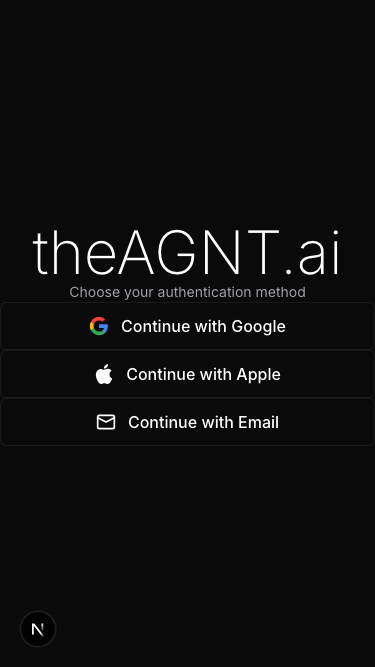 theAGNT.ai
Choose your authentication method
Continue with Google
Continue with Apple
Continue with Email
N